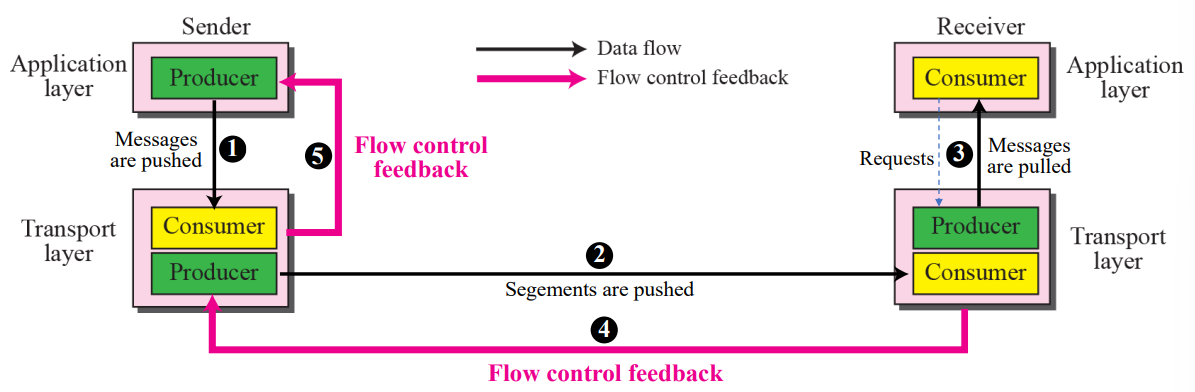 Sender
Receiver
Data flow
Flow control feedback
Application
layer
Producer
Consumer
Application
layer
Messages
are pushed
1
5
Flow control
feedback
Requests
3
Messages
are pulled
Transport
layer
Consumer
Producer
2
Segements are pushed
Producer
Consumer
Transport
layer
4
Flow control feedback